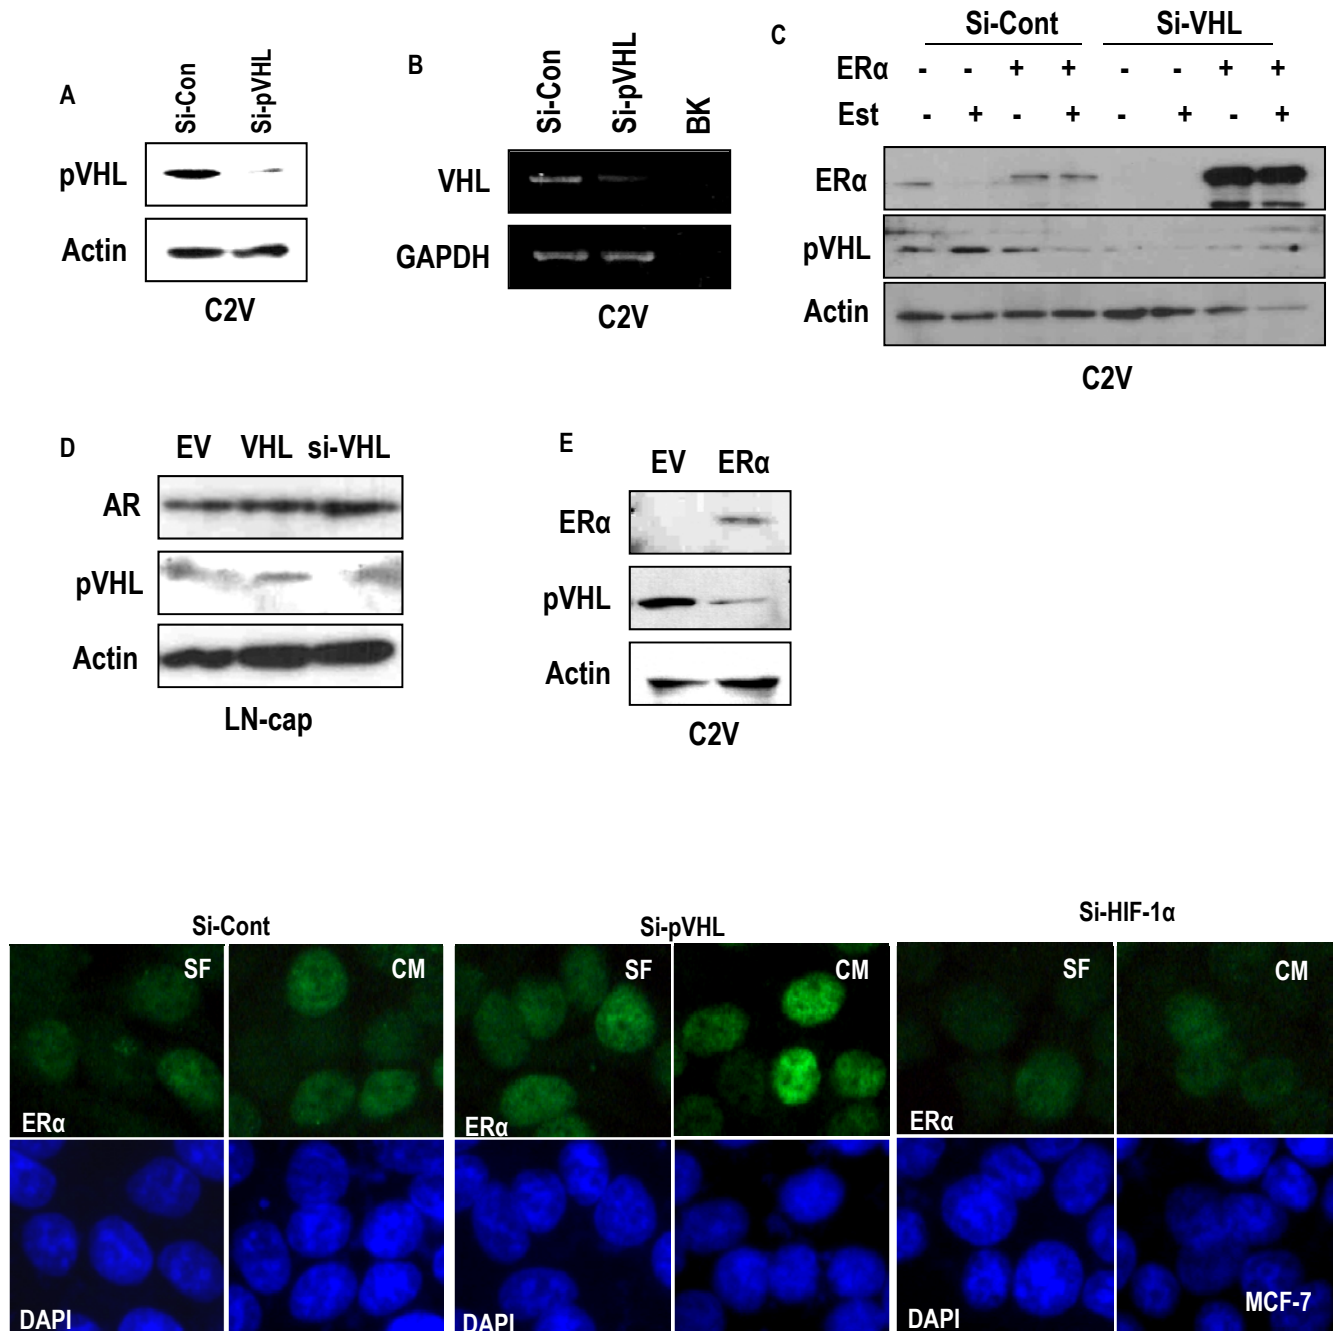 A
Si-Con Si-pVHL
pVHL
Actin
C2V
B
Si-Con Si-pVHL BK
VHL
GAPDH
C2V
C
Si-Cont Si-VHL
ERα - - + + - - + +
Est - + - + - + - +
ERα
pVHL
Actin
C2V
D
EV VHL si-VHL
AR
pVHL
Actin
LN-cap
E
EV ERα
ERα
pVHL
Actin
C2V
Si-Cont Si-pVHL Si-HIF-1α
SF CM SF CM SF CM
ERα ERα ERα
DAPI DAPI DAPI MCF-7